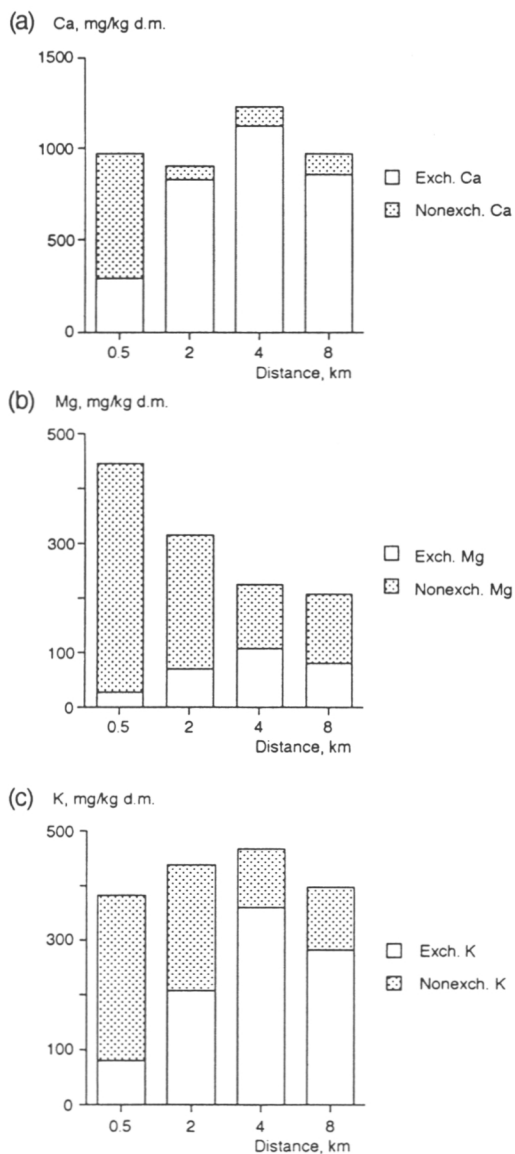 (a) Ca, mg/kg d.m.
1500
1000
500
0
Exch. Ca
Nonexch. Ca
0.5 2 4 8
Distance, km
(b) Mg, mg/kg d.m.
500
300
100
0
Exch. Mg
Nonexch. Mg
0.5 2 4 8
Distance, km
(c) K, mg/kg d.m.
500
300
100
0
Exch. K
Nonexch. K
0.5 2 4 8
Distance, km